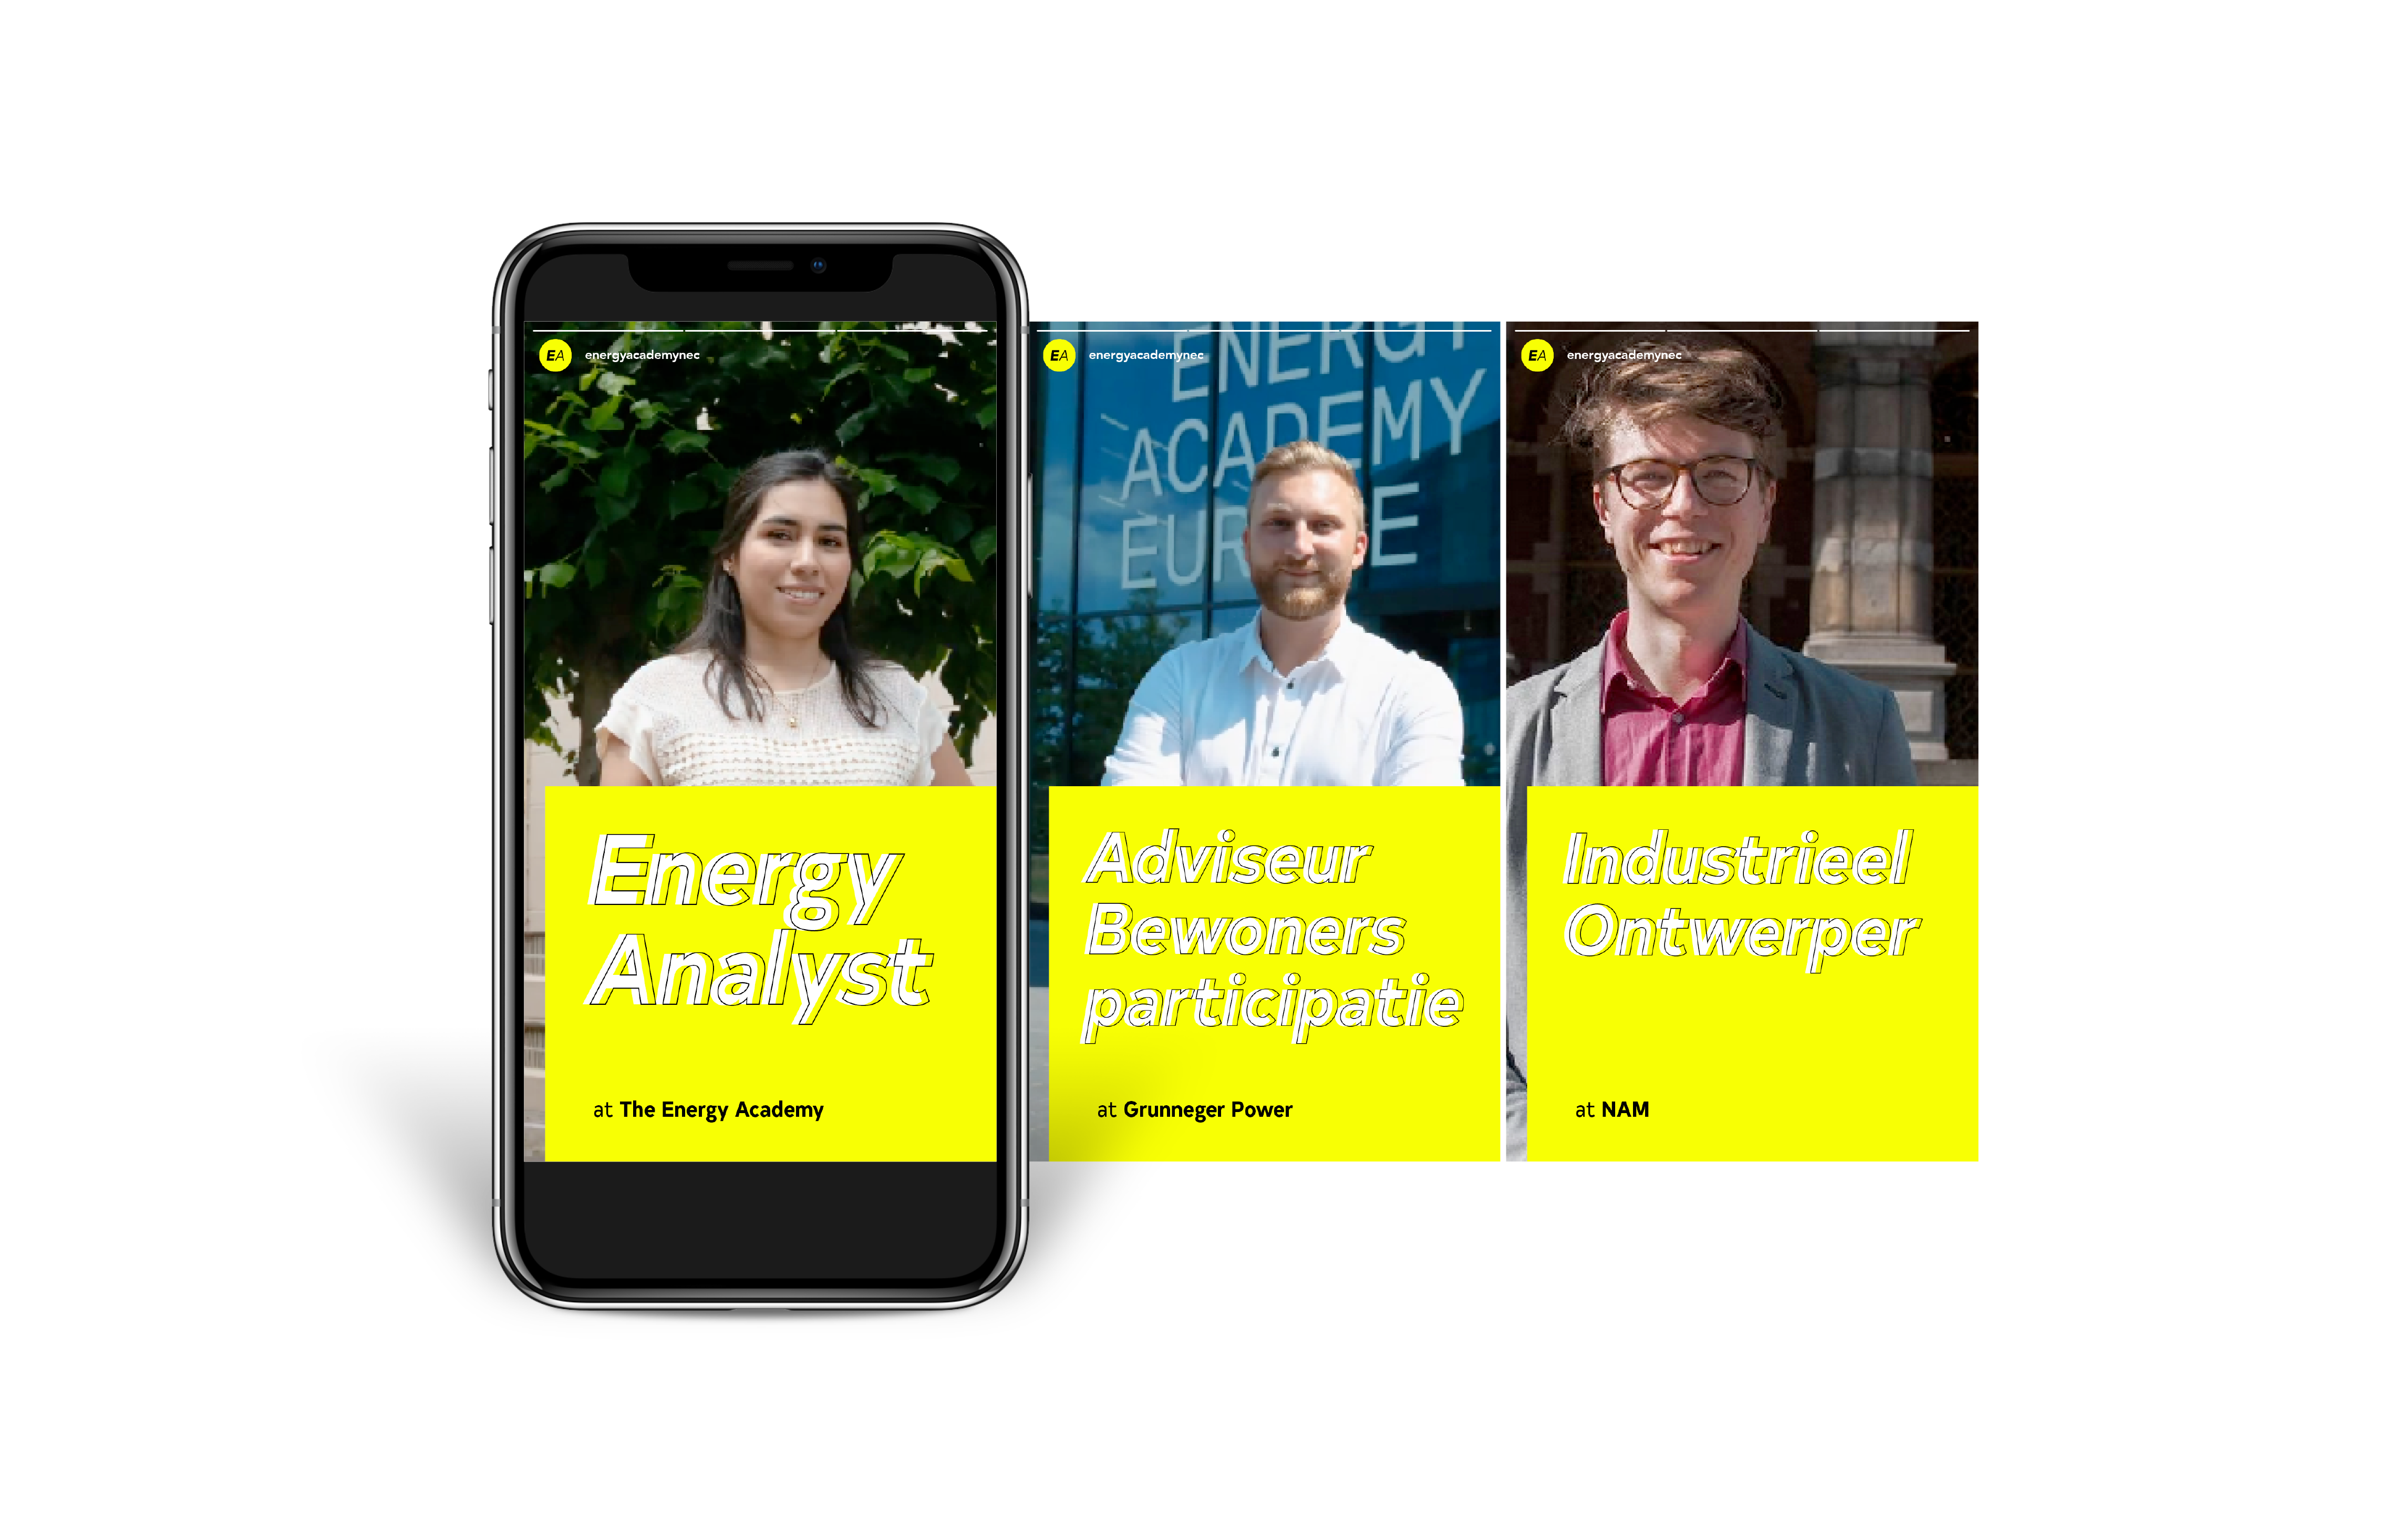 EA energyacademynec
Energy
Analyst
at The Energy Academy
EA energyacademynec
ENERGY
ACADEMY
EUR E
Adviseur
Bewoners
participatie
at Grunneger Power
EA energyacademynec
Industrieel
Ontwerper
at NAM